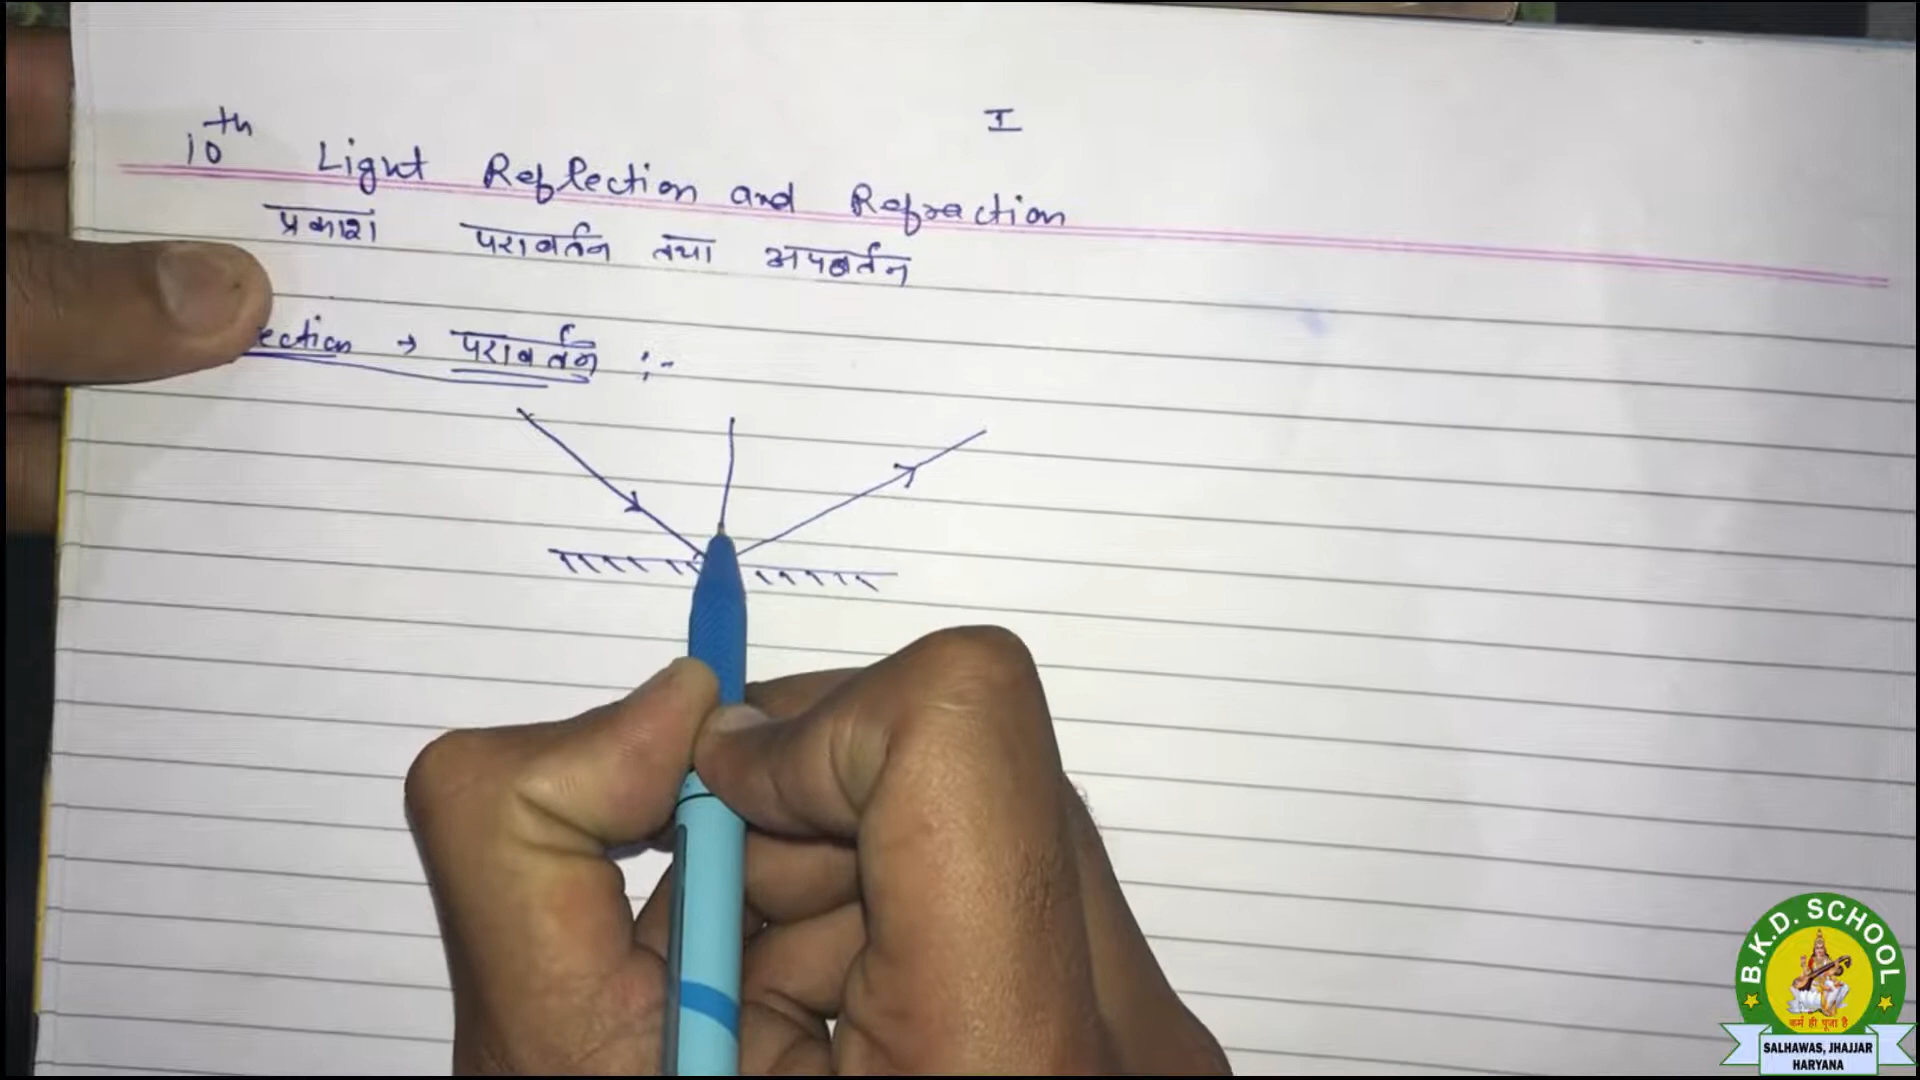 I
10th Light Reflection and Refraction
प्रकाश परावर्तन तथा अपवर्तन
ection → परावर्तन :-
B.K.D. SCHOOL
कर्म ही पूजा है
SALHAWAS, JHAJJAR
HARYANA